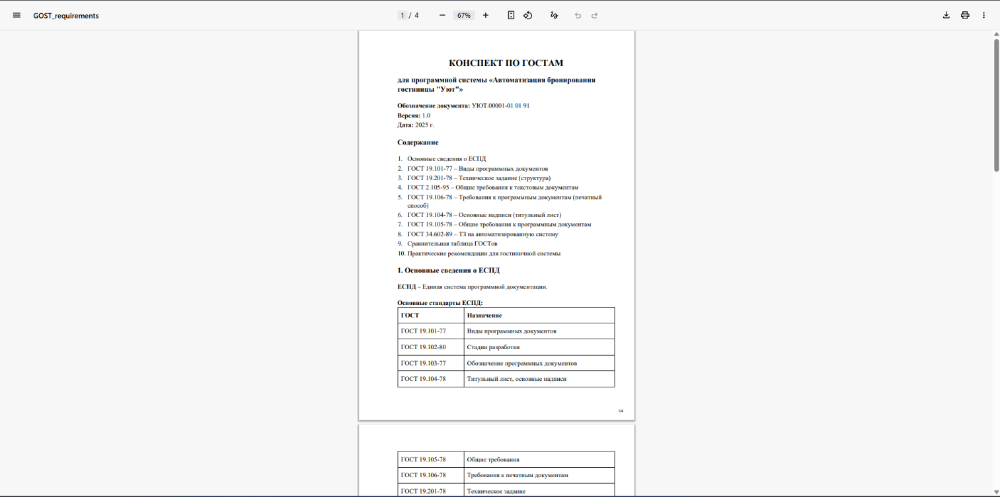 GOST_requirements
1 / 4
67%
КОНСПЕКТ ПО ГОСТАМ
для программной системы «Автоматизация бронирования
гостиницы "Уют"»
Обозначение документа: УЮТ.00001-01 01 91
Версия: 1.0
Дата: 2025 г.
Содержание
1. Основные сведения о ЕСПД
2. ГОСТ 19.101-77 – Виды программных документов
3. ГОСТ 19.201-78 – Техническое задание (структура)
4. ГОСТ 2.105-95 – Общие требования к текстовым документам
5. ГОСТ 19.106-78 – Требования к программным документам (печатный
способ)
6. ГОСТ 19.104-78 – Основные надписи (титульный лист)
7. ГОСТ 19.105-78 – Общие требования к программным документам
8. ГОСТ 34.602-89 – ТЗ на автоматизированную систему
9. Сравнительная таблица ГОСТов
10. Практические рекомендации для гостиничной системы
1. Основные сведения о ЕСПД
ЕСПД – Единая система программной документации.
Основные стандарты ЕСПД:
ГОСТ Назначение
ГОСТ 19.101-77 Виды программных документов
ГОСТ 19.102-80 Стадии разработки
ГОСТ 19.103-77 Обозначение программных документов
ГОСТ 19.104-78 Титульный лист, основные надписи
1/4
ГОСТ 19.105-78 Общие требования
ГОСТ 19.106-78 Требования к печатным документам
ГОСТ 19.201-78 Техническое задание